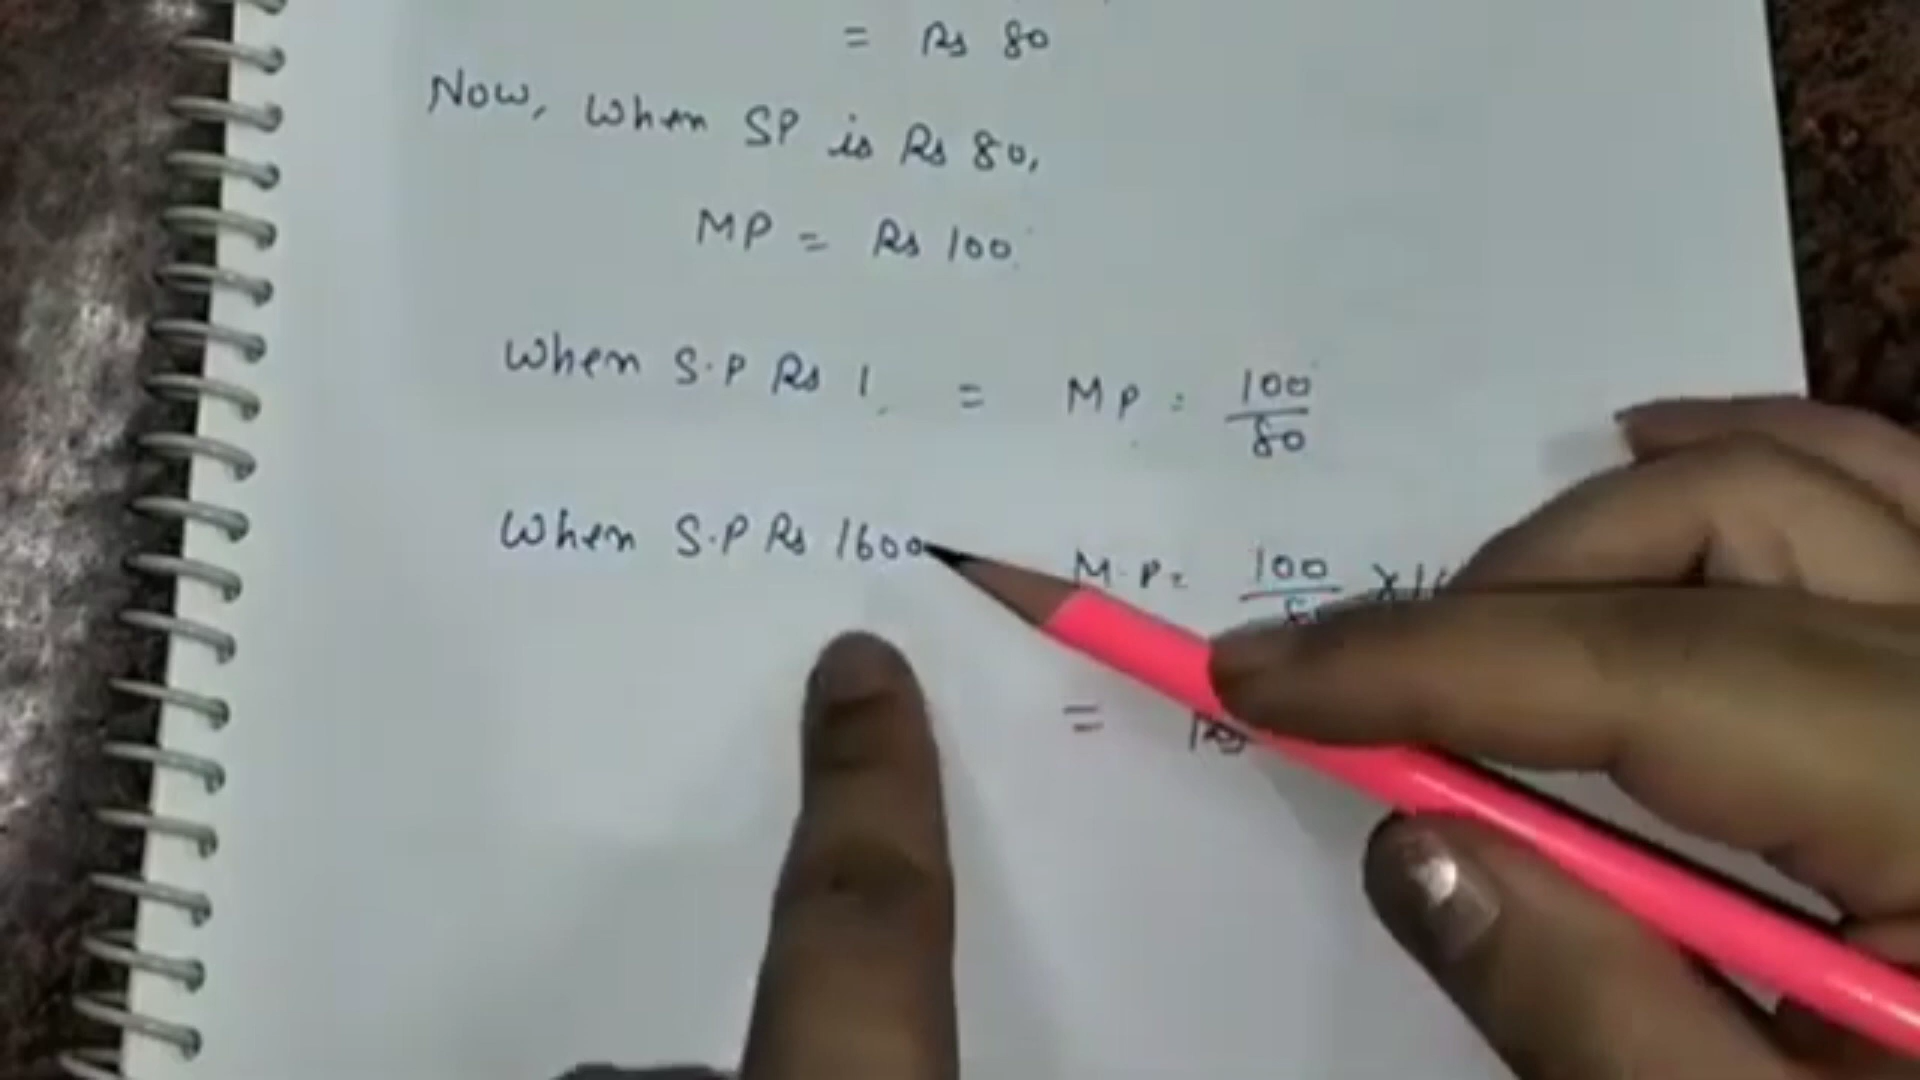 = Rs 80
Now, When SP is Rs 80,
MP = Rs 100
When S.P Rs 1 = MP = 100/80
When S.P Rs 1600 M.P = 100/ X
= Rs